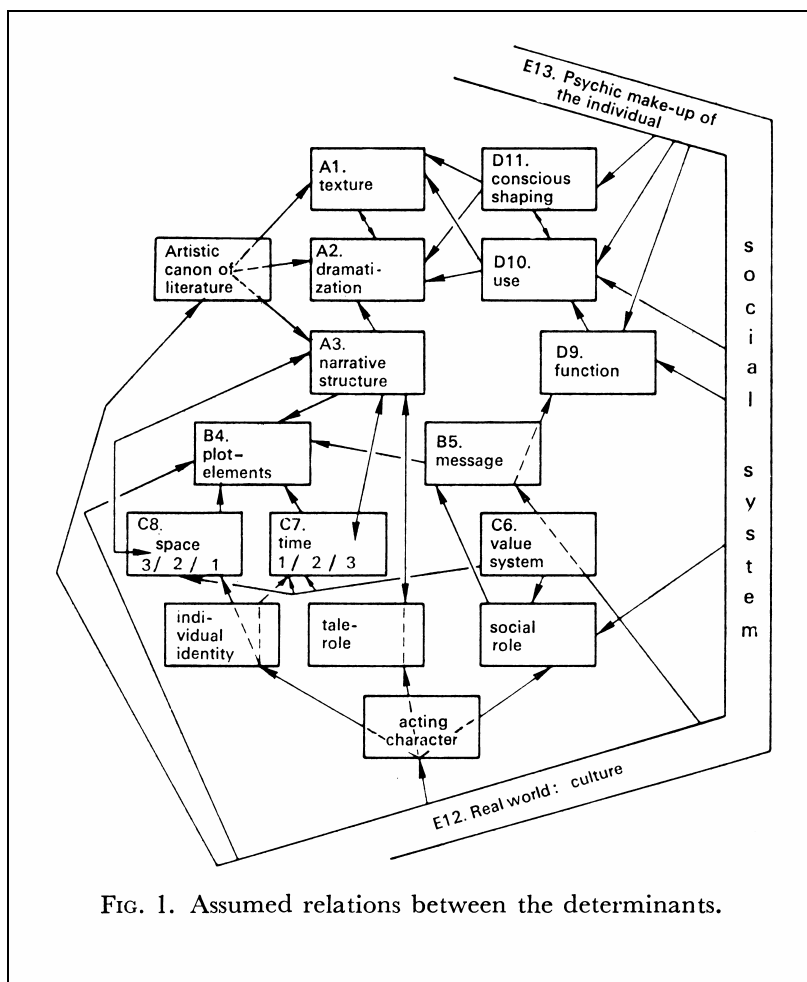 E13. Psychic make-up of
the individual
A1.
texture
D11.
conscious
shaping
Artistic
canon of
literature
A2.
dramati-
zation
D10.
use
social system
A3.
narrative
structure
D9.
function
B4.
plot-
elements
B5.
message
C8.
space
3/ 2/ 1
C7.
time
1/ 2/ 3
C6.
value
system
indi-
vidual
identity
tale-
role
social
role
acting
character
E12. Real world: culture
FIG. 1. Assumed relations between the determinants.